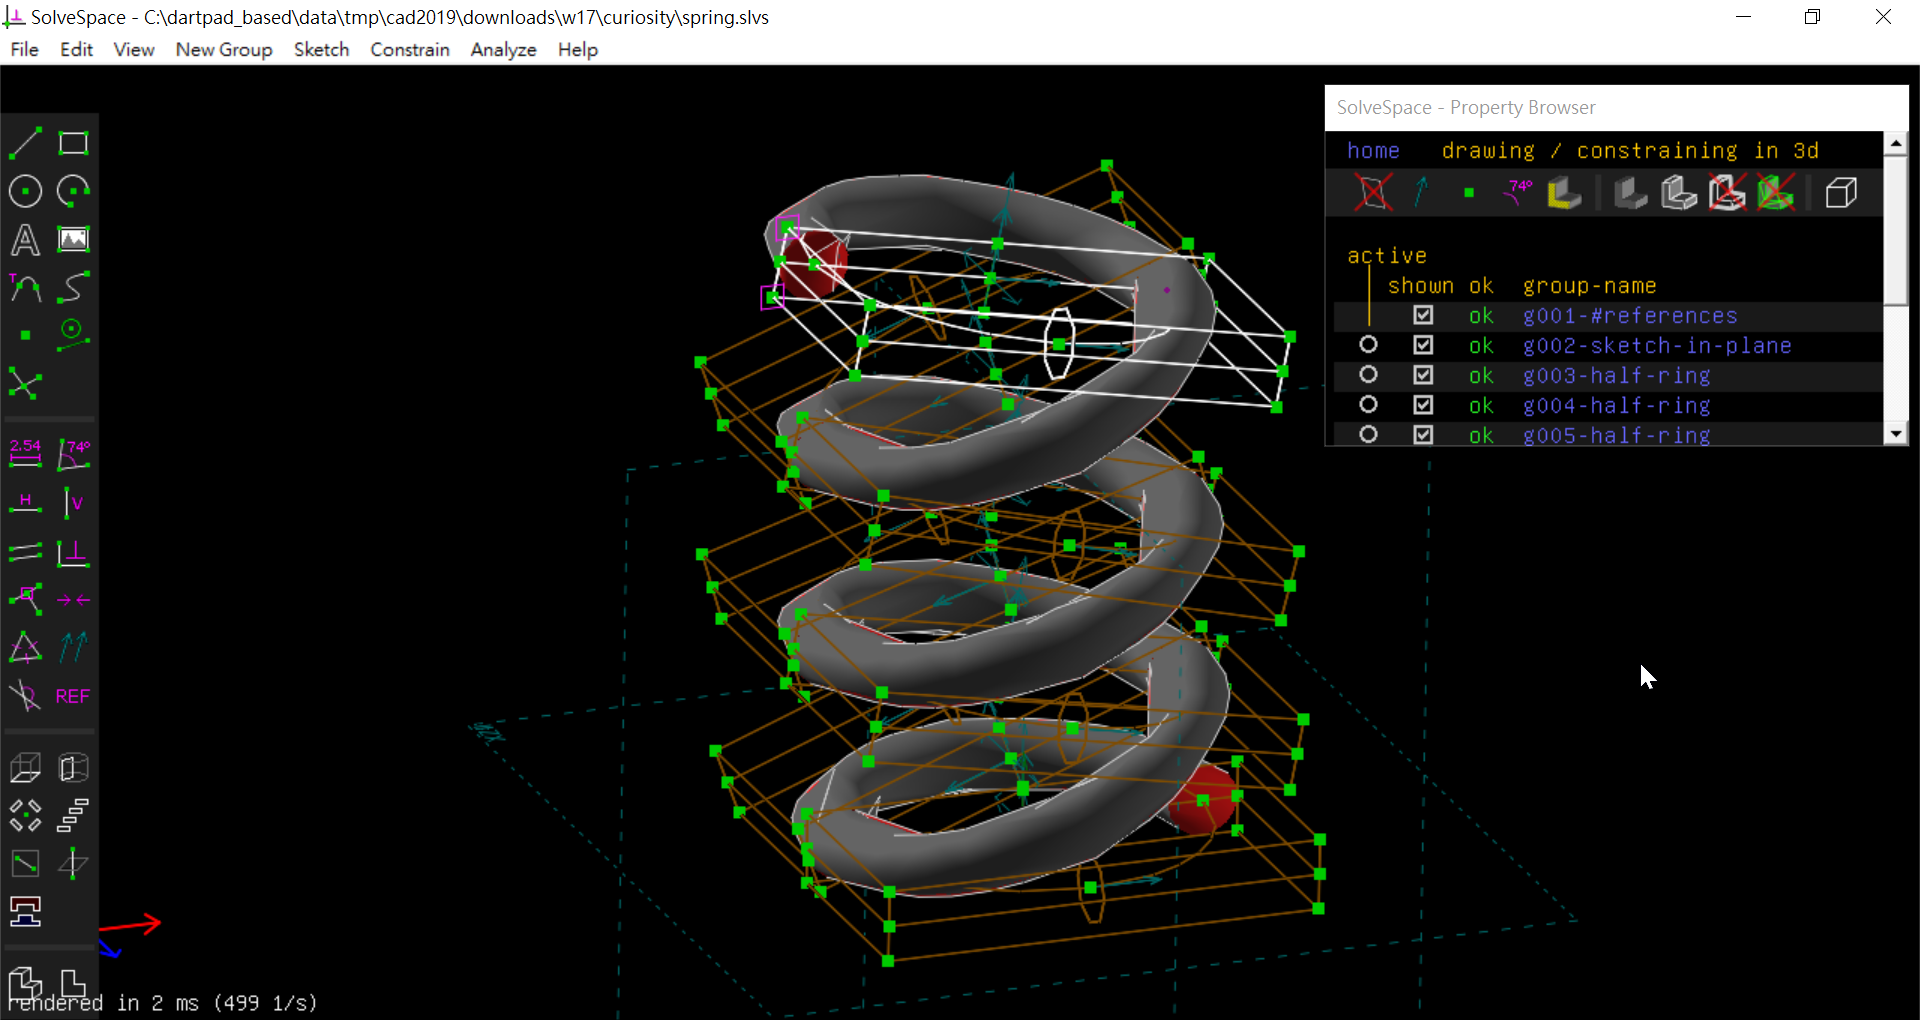 SolveSpace - C:\dartpad_based\data\tmp\cad2019\downloads\w17\curiosity\spring.slvs
File Edit View New Group Sketch Constrain Analyze Help
SolveSpace - Property Browser
home drawing / constraining in 3d
74°
active
shown ok group-name
ok g001-#references
ok g002-sketch-in-plane
ok g003-half-ring
ok g004-half-ring
ok g005-half-ring
A
T
2.54 74°
H V
REF
rendered in 2 ms (499 1/s)